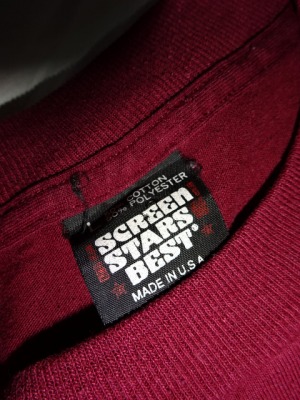 COTTON
POLYESTER
SCREEN
STARS
BEST®
MADE IN U.S.A